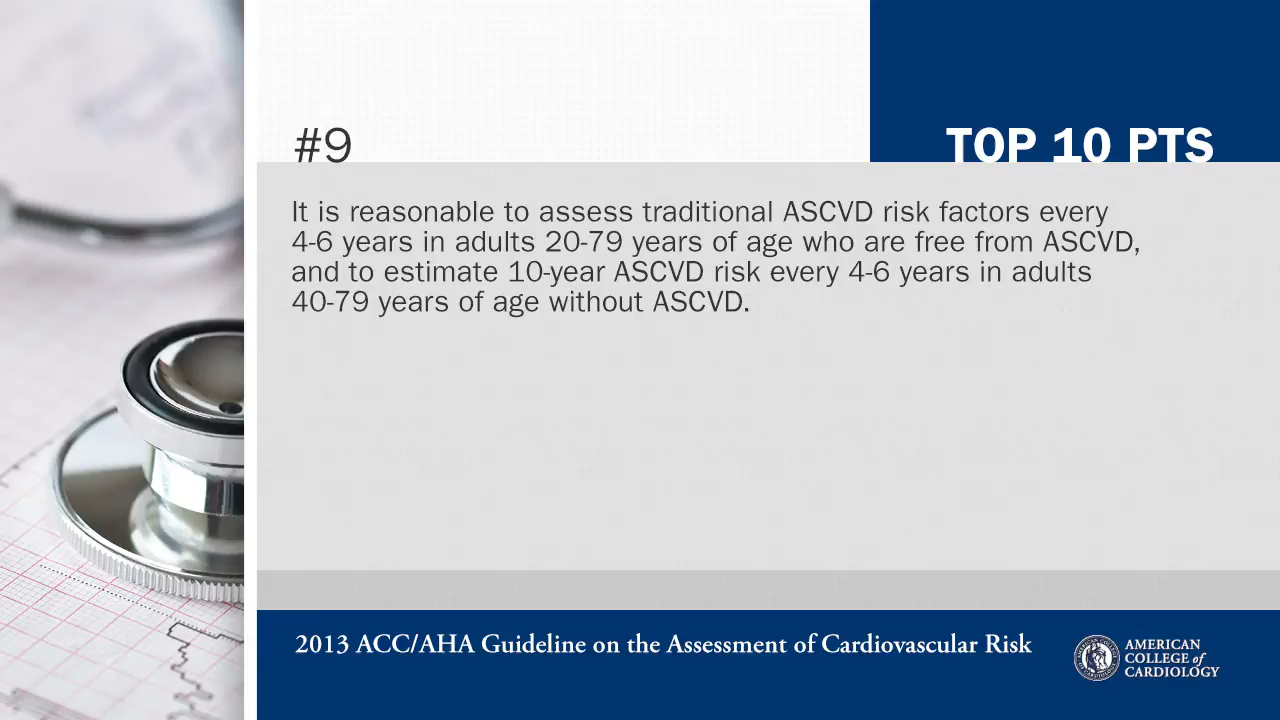 #9
TOP 10 PTS
It is reasonable to assess traditional ASCVD risk factors every
4-6 years in adults 20-79 years of age who are free from ASCVD,
and to estimate 10-year ASCVD risk every 4-6 years in adults
40-79 years of age without ASCVD.
2013 ACC/AHA Guideline on the Assessment of Cardiovascular Risk
AMERICAN
COLLEGE of
CARDIOLOGY